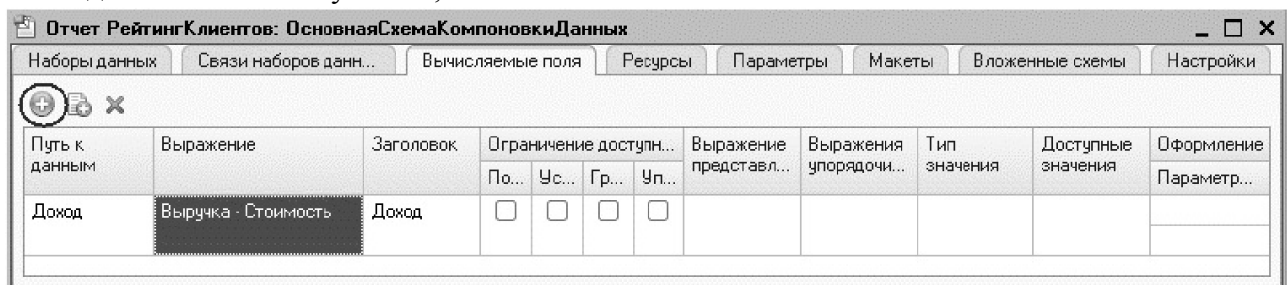 Отчет РейтингКлиентов: ОсновнаяСхемаКомпоновкиДанных
Наборы данных Связи наборов данн... Вычисляемые поля Ресурсы Параметры Макеты Вложенные схемы Настройки
Путь к данным Выражение Заголовок Ограничение доступн... Выражение представл... Выражения упорядочи... Тип значения Доступные значения Оформление
По... Ус... Гр... Уп... Параметр...
Доход Выручка - Стоимость Доход